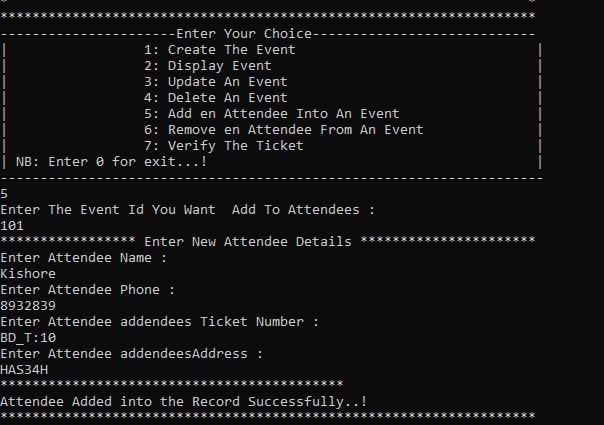 *******************************************************************
----------------------Enter Your Choice----------------------------
| 1: Create The Event |
| 2: Display Event |
| 3: Update An Event |
| 4: Delete An Event |
| 5: Add en Attendee Into An Event |
| 6: Remove en Attendee From An Event |
| 7: Verify The Ticket |
| NB: Enter 0 for exit...! |
--------------------------------------------------------------------
5
Enter The Event Id You Want  Add To Attendees :
101
***************** Enter New Attendee Details **********************
Enter Attendee Name :
Kishore
Enter Attendee Phone :
8932839
Enter Attendee addendees Ticket Number :
BD_T:10
Enter Attendee addendeesAddress :
HAS34H
*******************************************
Attendee Added into the Record Successfully..!
*******************************************************************